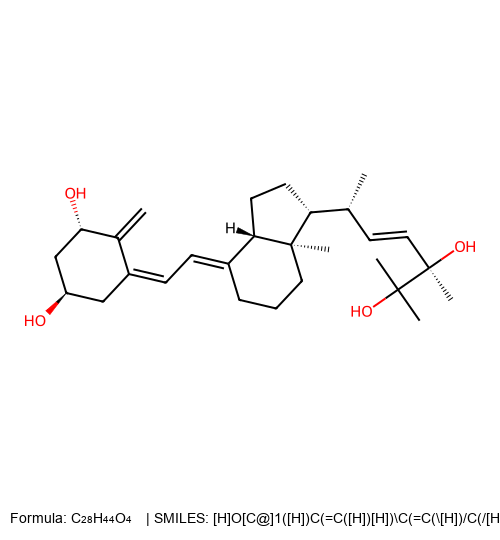 OH
H
OH
HO
HO
Formula: C₂₈H₄₄O₄ | SMILES: [H]O[C@]1([H])C(=C([H])[H])\C(=C(\[H])/C(/[H